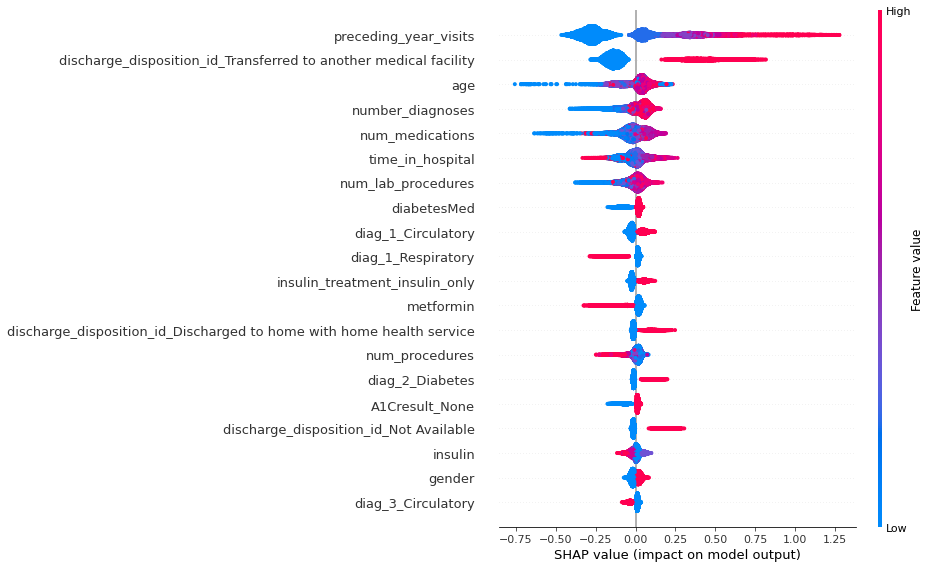 High
preceding_year_visits
discharge_disposition_id_Transferred to another medical facility
age
number_diagnoses
num_medications
time_in_hospital
num_lab_procedures
diabetesMed
diag_1_Circulatory
diag_1_Respiratory
insulin_treatment_insulin_only
metformin
discharge_disposition_id_Discharged to home with home health service
num_procedures
diag_2_Diabetes
A1Cresult_None
discharge_disposition_id_Not Available
insulin
gender
diag_3_Circulatory
Feature value
Low
−0.75 −0.50 −0.25 0.00 0.25 0.50 0.75 1.00 1.25
SHAP value (impact on model output)